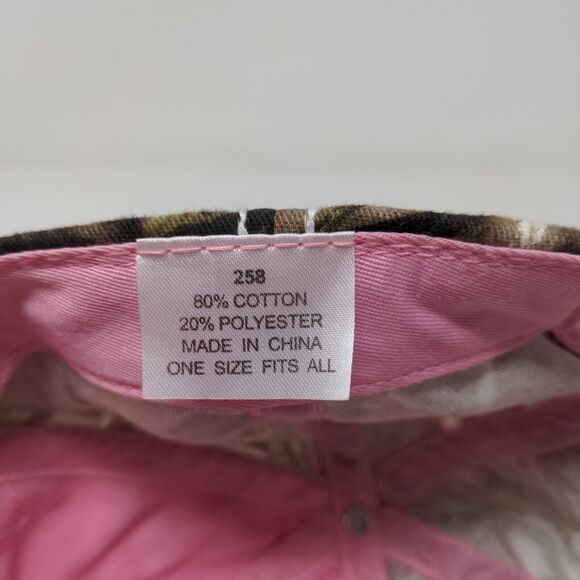 258
80% COTTON
20% POLYESTER
MADE IN CHINA
ONE SIZE FITS ALL